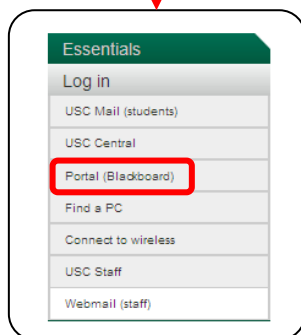 Essentials
Log in
USC Mail (students)
USC Central
Portal (Blackboard)
Find a PC
Connect to wireless
USC Staff
Webmail (staff)